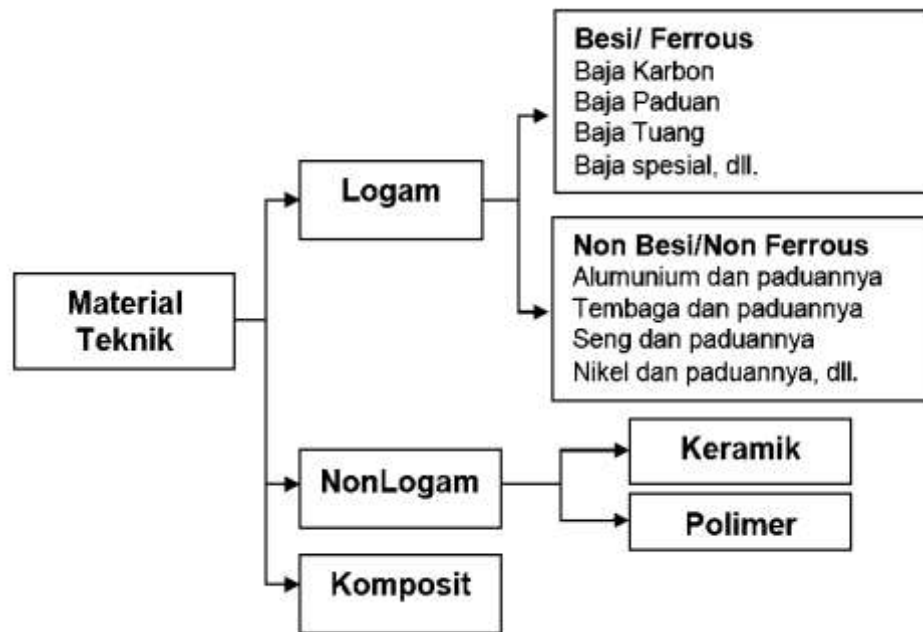 Material
Teknik
Logam
Besi/ Ferrous
Baja Karbon
Baja Paduan
Baja Tuang
Baja spesial, dll.
Non Besi/Non Ferrous
Alumunium dan paduannya
Tembaga dan paduannya
Seng dan paduannya
Nikel dan paduannya, dll.
NonLogam
Keramik
Polimer
Komposit